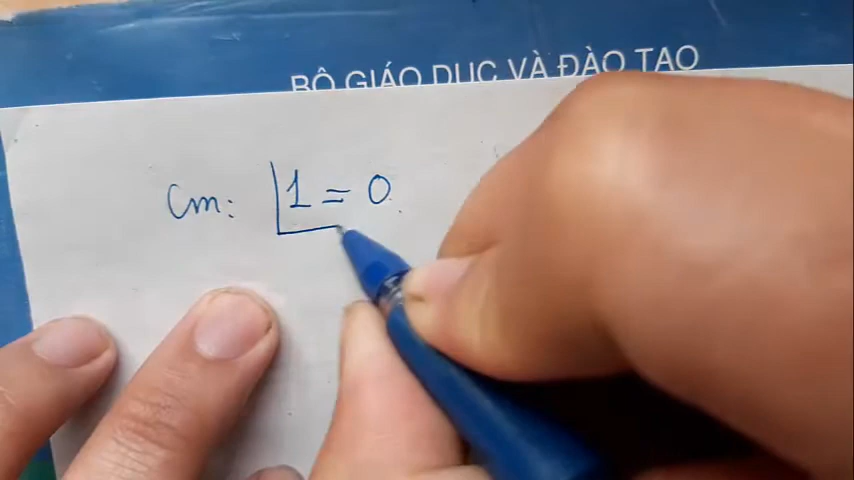 BỘ GIÁO DỤC VÀ ĐÀO TẠO
Cm: 1 = 0